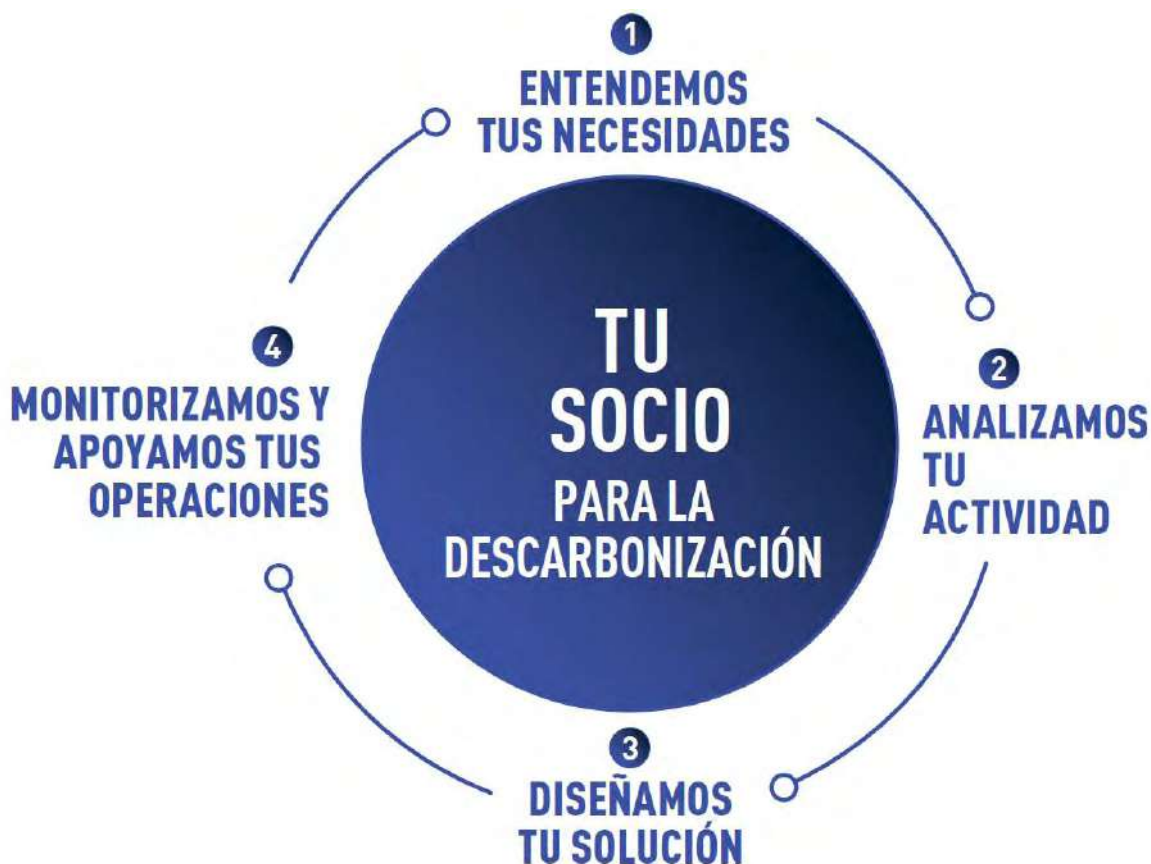 1
ENTENDEMOS
TUS NECESIDADES
2
ANALIZAMOS
TU
ACTIVIDAD
3
DISEÑAMOS
TU SOLUCIÓN
4
MONITORIZAMOS Y
APOYAMOS TUS
OPERACIONES
TU
SOCIO
PARA LA
DESCARBONIZACIÓN